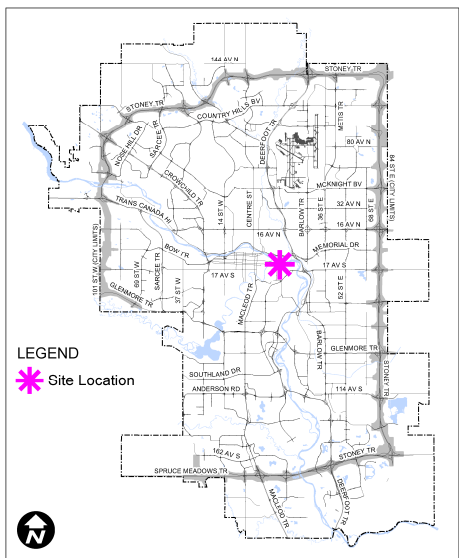 144 AV N
STONEY TR
STONEY TR
COUNTRY HILLS BV
METIS TR
DEERFOOT TR
NOSE HILL DR
SARCEE TR
80 AV N
84 ST E (CITY LIMITS)
CROWCHILD TR
MCKNIGHT BV
TRANS CANADA HI
14 ST W
CENTRE ST
BARLOW TR
36 ST E
32 AV N
68 ST E
16 AV N
16 AV N
MEMORIAL DR
BOW TR
101 ST W (CITY LIMITS)
69 ST W
SARCEE TR
37 ST W
17 AV S
17 AV S
52 ST E
GLENMORE TR
MACLEOD TR
BARLOW TR
GLENMORE TR
LEGEND
Site Location
SOUTHLAND DR
ANDERSON RD
114 AV S
STONEY TR
162 AV S
STONEY TR
SPRUCE MEADOWS TR
MACLEOD TR
DEERFOOT TR
N